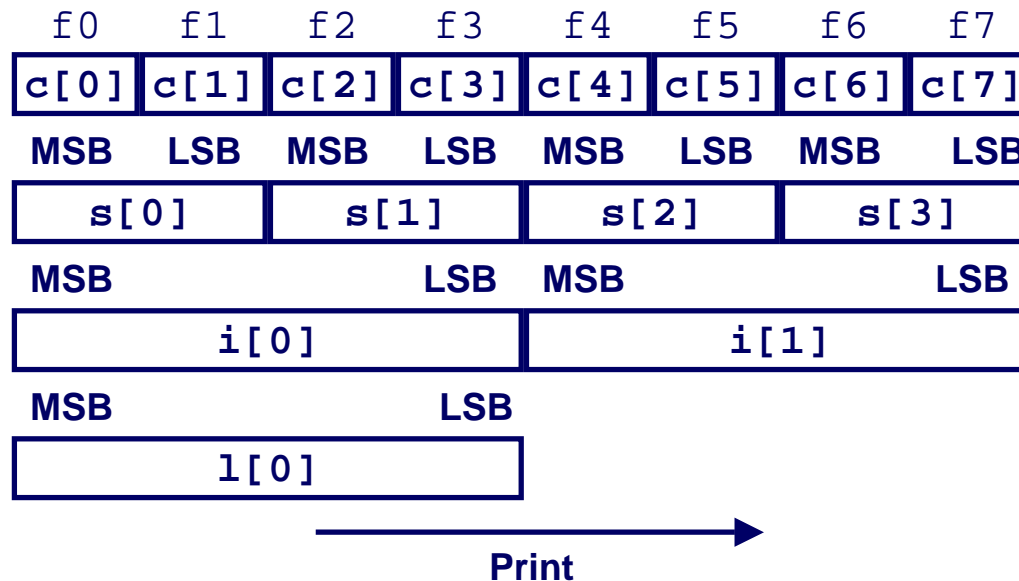 f0 f1 f2 f3 f4 f5 f6 f7
c[0] c[1] c[2] c[3] c[4] c[5] c[6] c[7]
MSB LSB MSB LSB MSB LSB MSB LSB
s[0] s[1] s[2] s[3]
MSB LSB MSB LSB
i[0] i[1]
MSB LSB
l[0]
Print